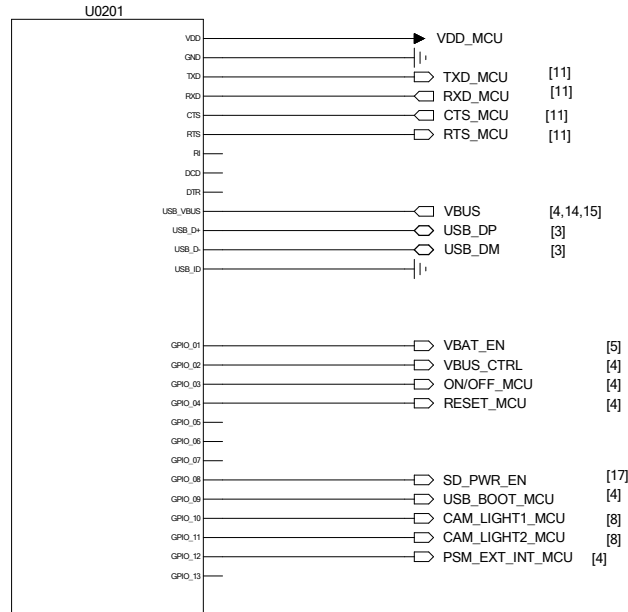 U0201
VDD VDD_MCU
GND
TXD TXD_MCU [11]
RXD RXD_MCU [11]
CTS CTS_MCU [11]
RTS RTS_MCU [11]
RI
DCD
DTR
USB_VBUS VBUS [4,14,15]
USB_D+ USB_DP [3]
USB_D- USB_DM [3]
USB_ID
GPIO_01 VBAT_EN [5]
GPIO_02 VBUS_CTRL [4]
GPIO_03 ON/OFF_MCU [4]
GPIO_04 RESET_MCU [4]
GPIO_05
GPIO_06
GPIO_07
GPIO_08 SD_PWR_EN [17]
GPIO_09 USB_BOOT_MCU [4]
GPIO_10 CAM_LIGHT1_MCU [8]
GPIO_11 CAM_LIGHT2_MCU [8]
GPIO_12 PSM_EXT_INT_MCU [4]
GPIO_13